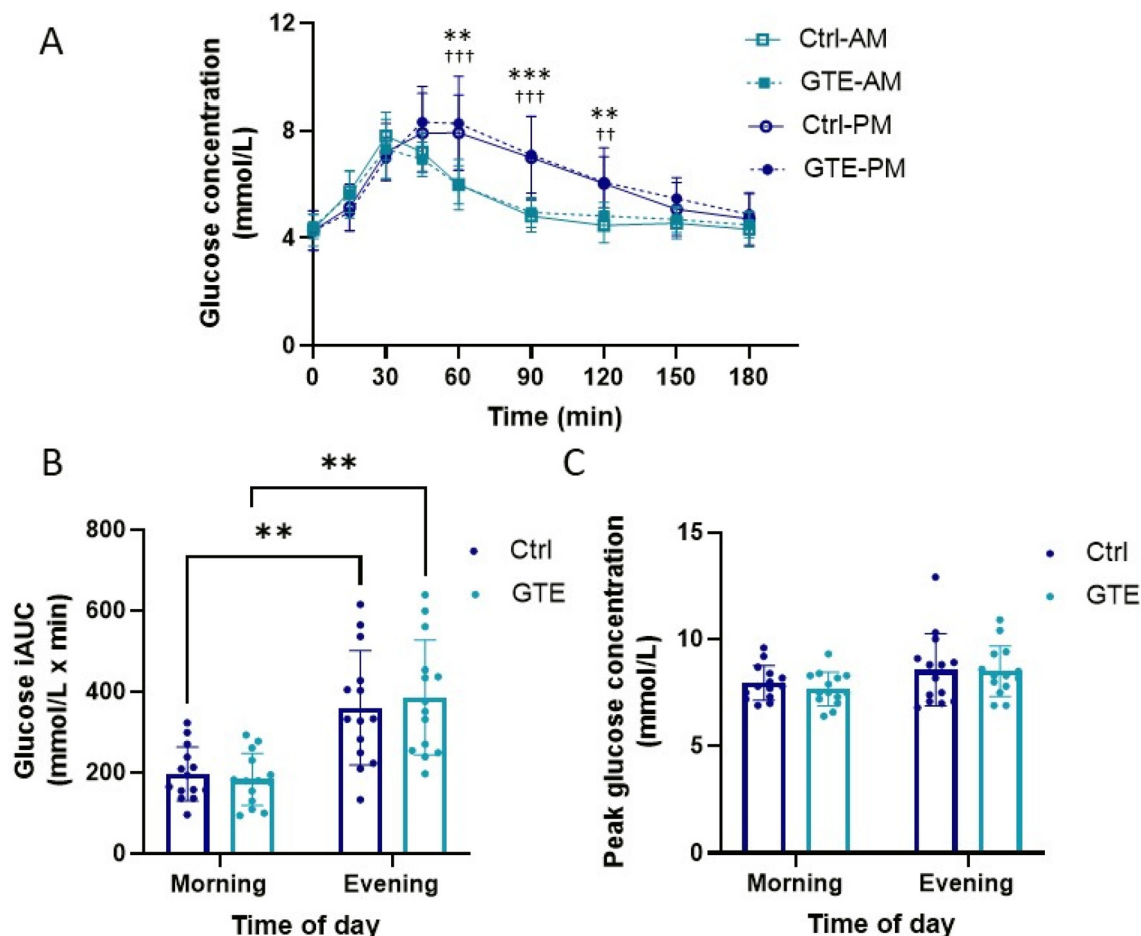 A
Glucose concentration
(mmol/L)
12
8
4
0
0 30 60 90 120 150 180
Time (min)
**
†††
***
†††
**
††
Ctrl-AM
GTE-AM
Ctrl-PM
GTE-PM
B
Glucose iAUC
(mmol/L x min)
800
600
400
200
0
**
**
Ctrl
GTE
Morning Evening
Time of day
C
Peak glucose concentration
(mmol/L)
15
10
5
0
Ctrl
GTE
Morning Evening
Time of day